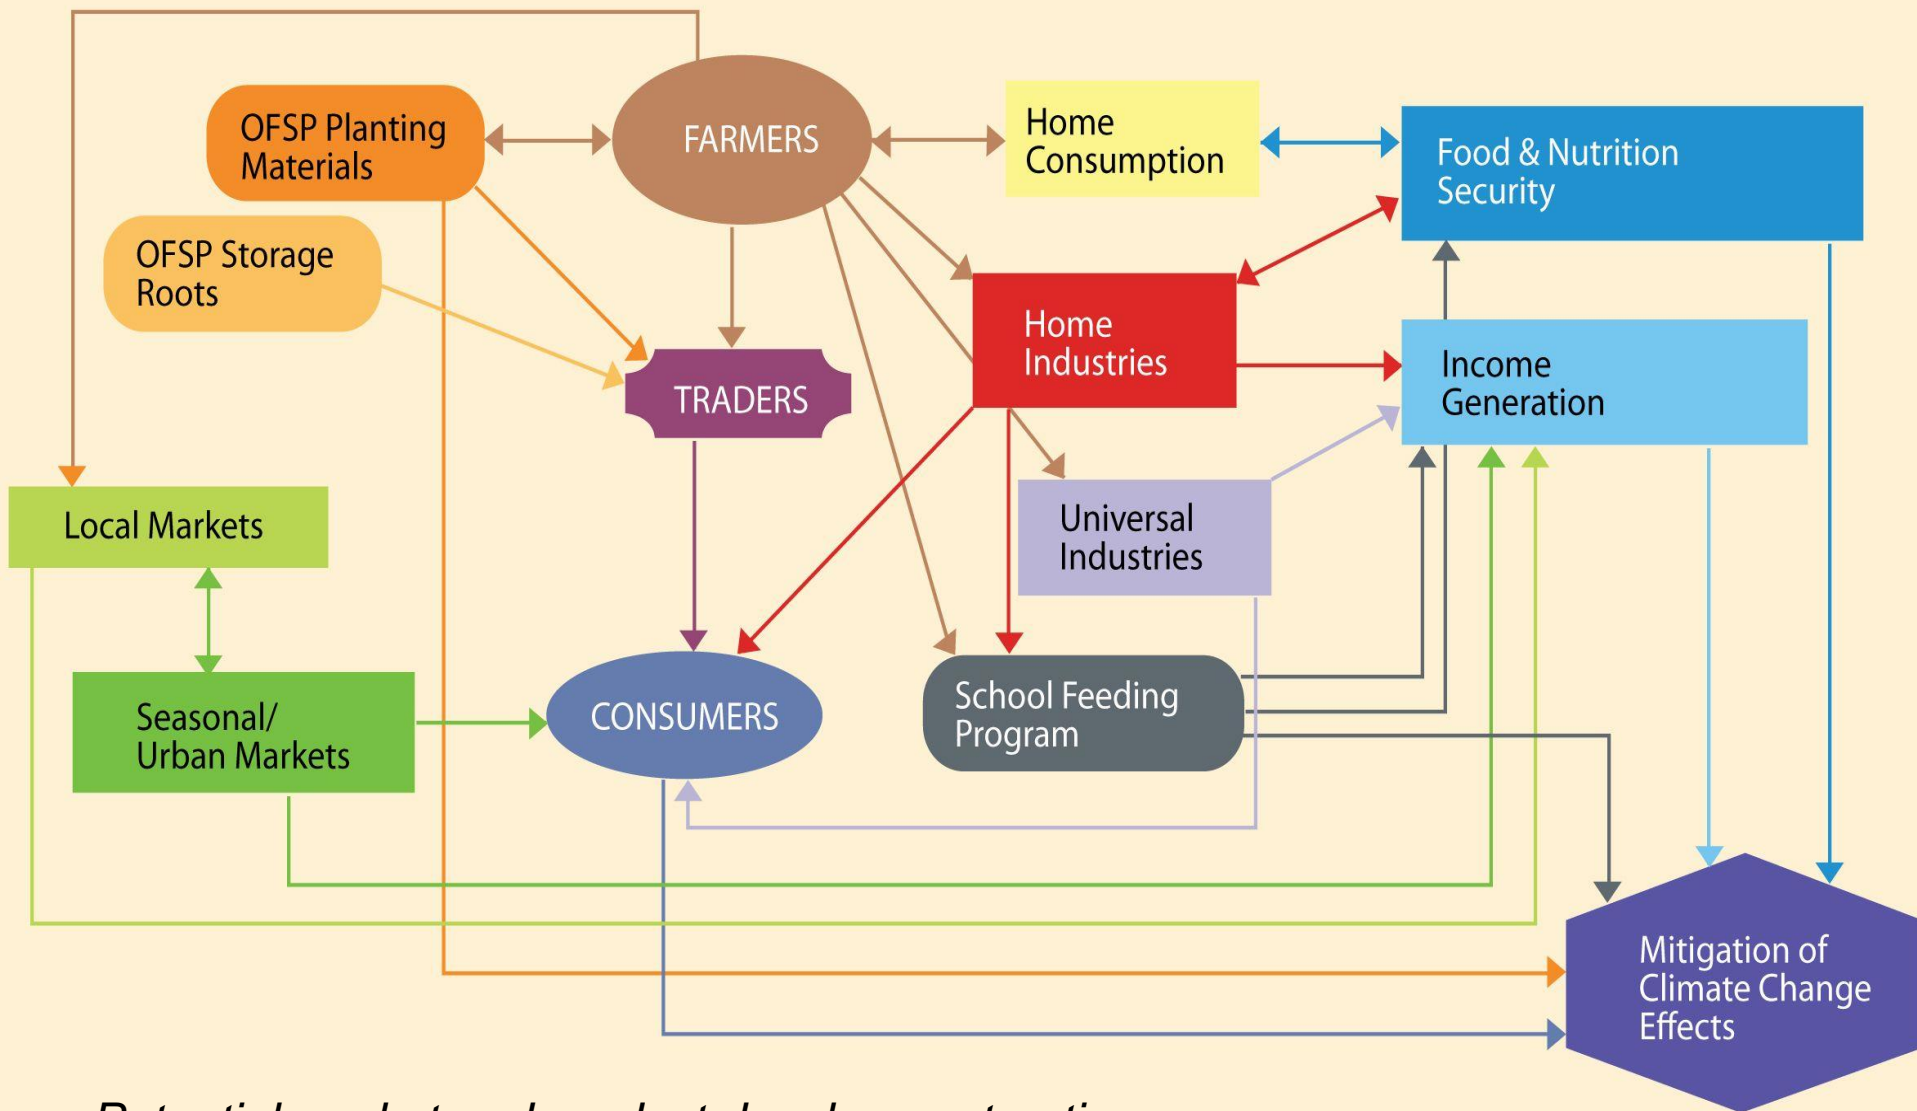 OFSP Planting
Materials
FARMERS
Home
Consumption
Food & Nutrition
Security
OFSP Storage
Roots
Home
Industries
Income
Generation
TRADERS
Local Markets
Universal
Industries
Seasonal/
Urban Markets
CONSUMERS
School Feeding
Program
Mitigation of
Climate Change
Effects